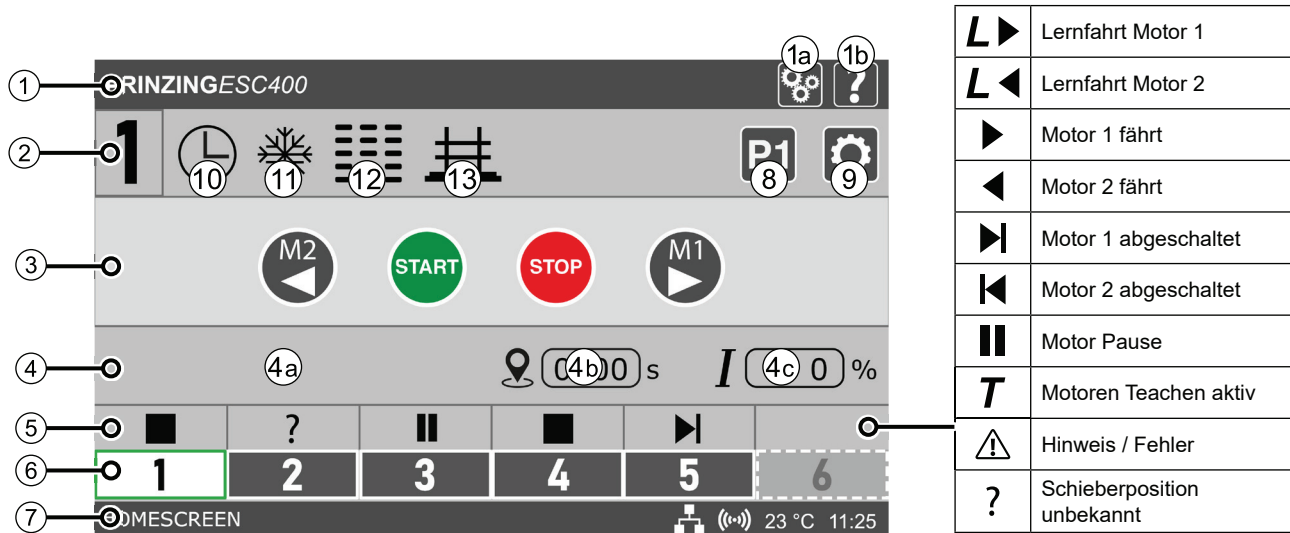 1a 1b
1 RINZINGESC400 ?
2 1 P1
10 11 12 13 8 9
3 M2 START STOP M1
4 4a 4b s I 4c 0 %
5 ?
6 1 2 3 4 5 6
7 OMESCREEN 23 °C 11:25
L Lernfahrt Motor 1
L Lernfahrt Motor 2
Motor 1 fährt
Motor 2 fährt
Motor 1 abgeschaltet
Motor 2 abgeschaltet
Motor Pause
T Motoren Teachen aktiv
Hinweis / Fehler
? Schieberposition
unbekannt